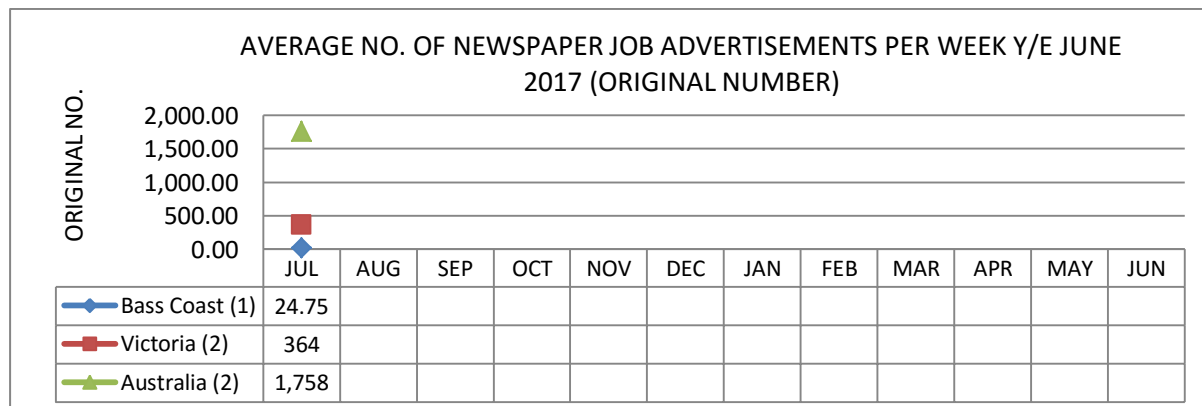 AVERAGE NO. OF NEWSPAPER JOB ADVERTISEMENTS PER WEEK Y/E JUNE
2017 (ORIGINAL NUMBER)
ORIGINAL NO.
2,000.00
1,500.00
1,000.00
500.00
0.00
JUL AUG SEP OCT NOV DEC JAN FEB MAR APR MAY JUN
Bass Coast (1) 24.75
Victoria (2) 364
Australia (2) 1,758